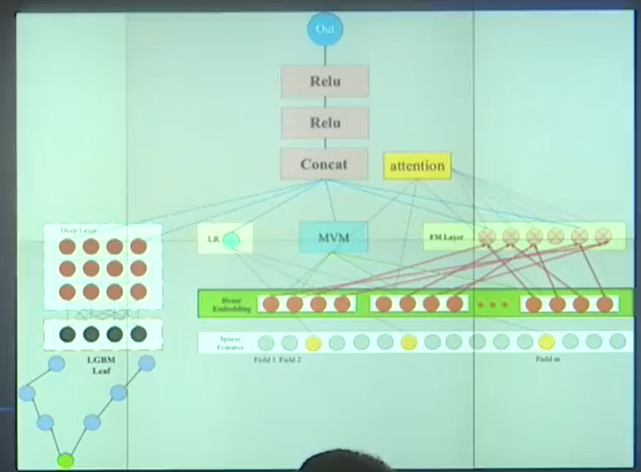 Out
Relu
Relu
Concat
attention
Deep Layer
LR
MVM
FM Layer
Dense
Embedding
Sparse
Features
Field 1 Field 2
Field m
LGBM
Leaf